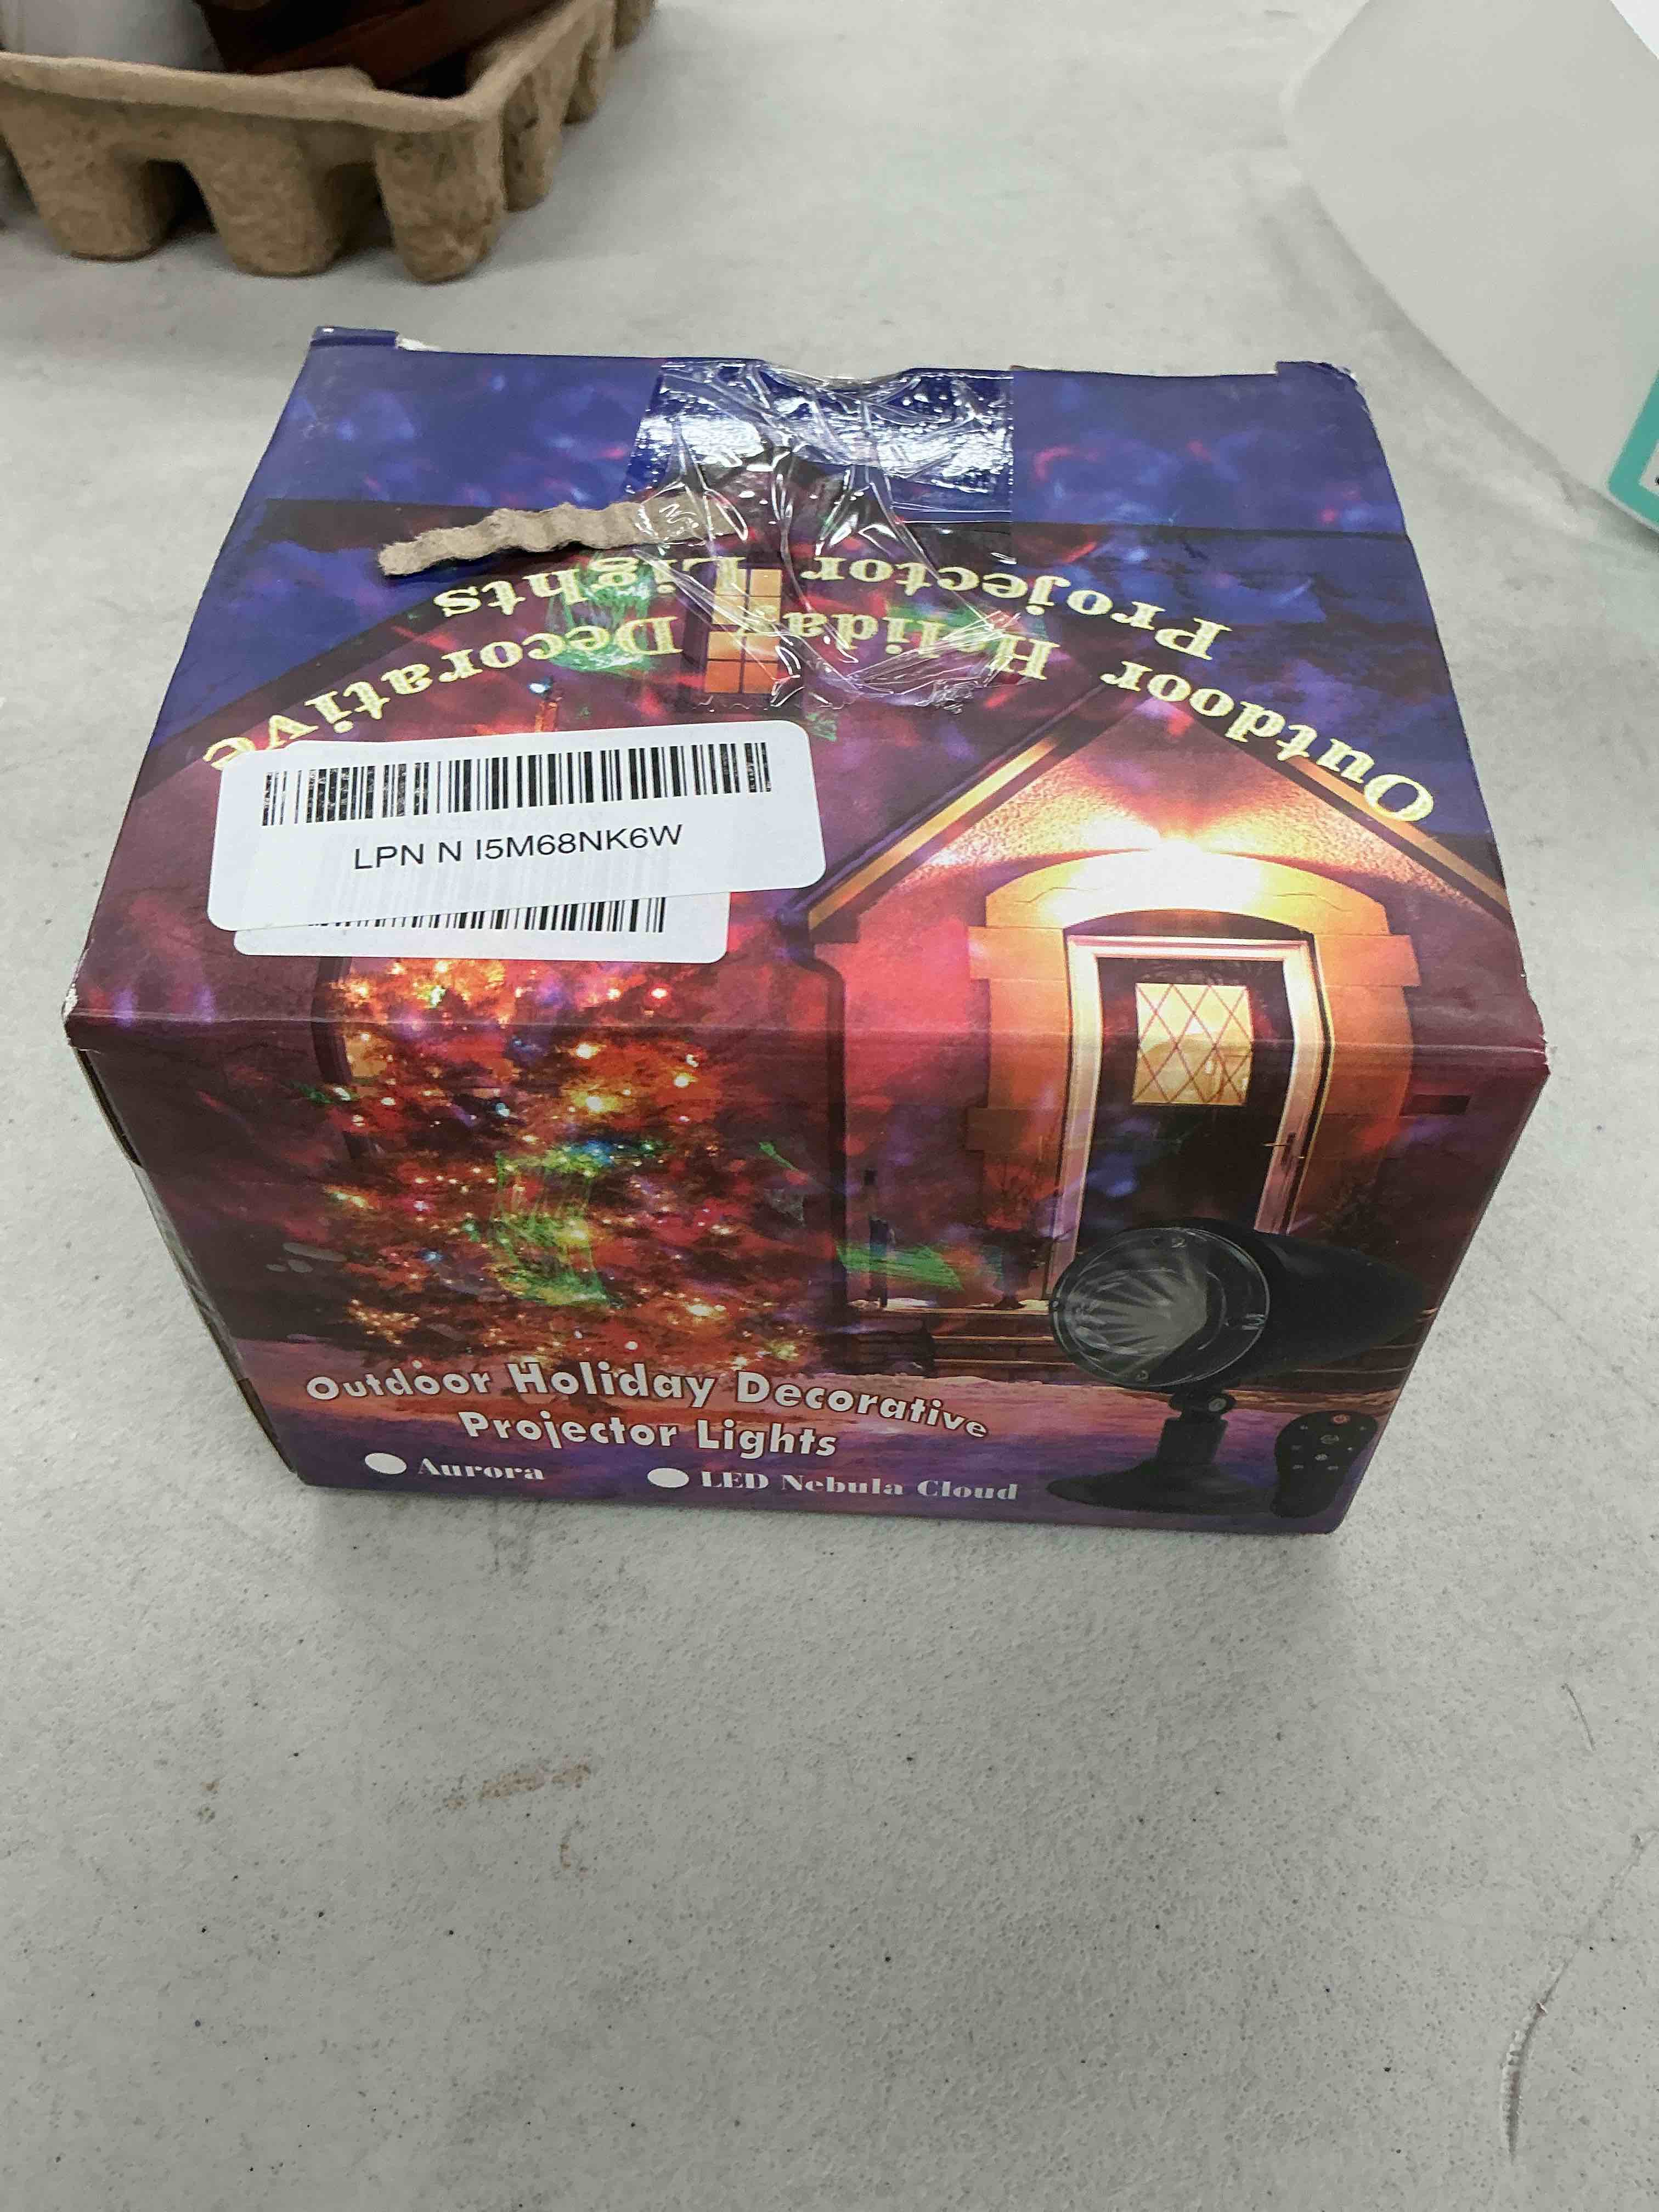 Outdoor Holiday Decorative
Projector Lights
LPN N I5M68NK6W
Outdoor Holiday Decorative
Projector Lights
Aurora
LED Nebula Cloud